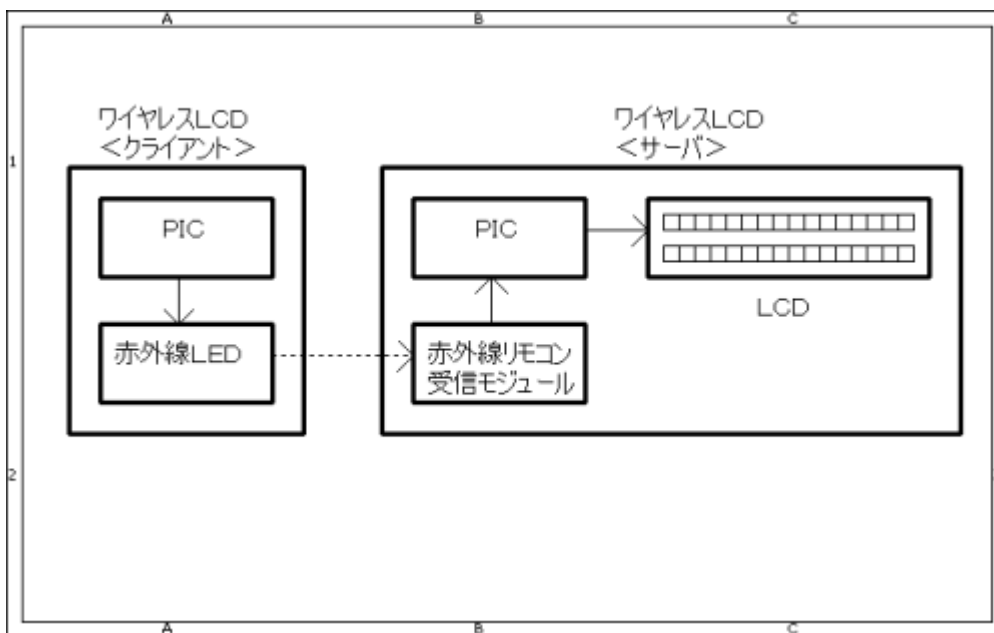 A B C
ワイヤレスLCD
<クライアント>
ワイヤレスLCD
<サーバ>
1
PIC
PIC
LCD
赤外線LED
赤外線リモコン
受信モジュール
2
A B C